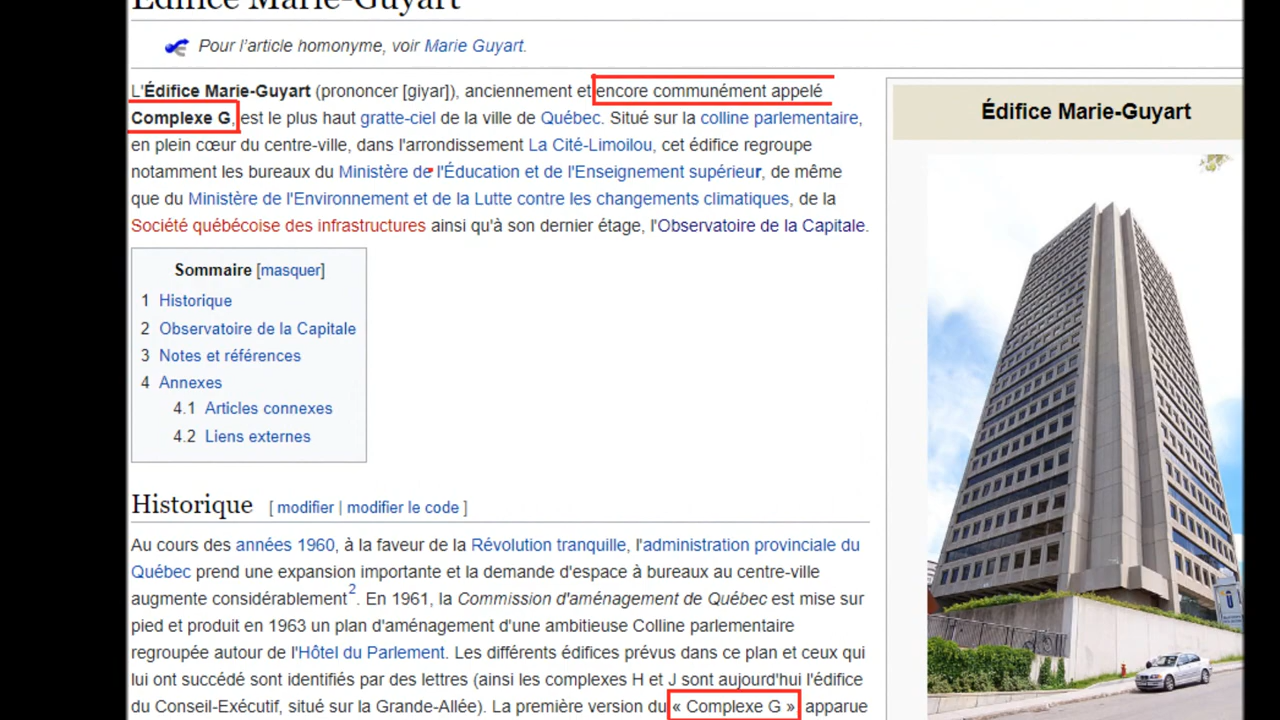 Édifice Marie-Guyart
Pour l'article homonyme, voir Marie Guyart.
L'Édifice Marie-Guyart (prononcer [giyar]), anciennement et encore communément appelé
Complexe G, est le plus haut gratte-ciel de la ville de Québec. Situé sur la colline parlementaire,
en plein cœur du centre-ville, dans l'arrondissement La Cité-Limoilou, cet édifice regroupe
notamment les bureaux du Ministère de l'Éducation et de l'Enseignement supérieur, de même
que du Ministère de l'Environnement et de la Lutte contre les changements climatiques, de la
Société québécoise des infrastructures ainsi qu'à son dernier étage, l'Observatoire de la Capitale.
Édifice Marie-Guyart
Sommaire [masquer]
1 Historique
2 Observatoire de la Capitale
3 Notes et références
4 Annexes
4.1 Articles connexes
4.2 Liens externes
Historique [ modifier | modifier le code ]
Au cours des années 1960, à la faveur de la Révolution tranquille, l'administration provinciale du
Québec prend une expansion importante et la demande d'espace à bureaux au centre-ville
augmente considérablement2. En 1961, la Commission d'aménagement de Québec est mise sur
pied et produit en 1963 un plan d'aménagement d'une ambitieuse Colline parlementaire
regroupée autour de l'Hôtel du Parlement. Les différents édifices prévus dans ce plan et ceux qui
lui ont succédé sont identifiés par des lettres (ainsi les complexes H et J sont aujourd'hui l'édifice
du Conseil-Exécutif, situé sur la Grande-Allée). La première version du « Complexe G » apparue